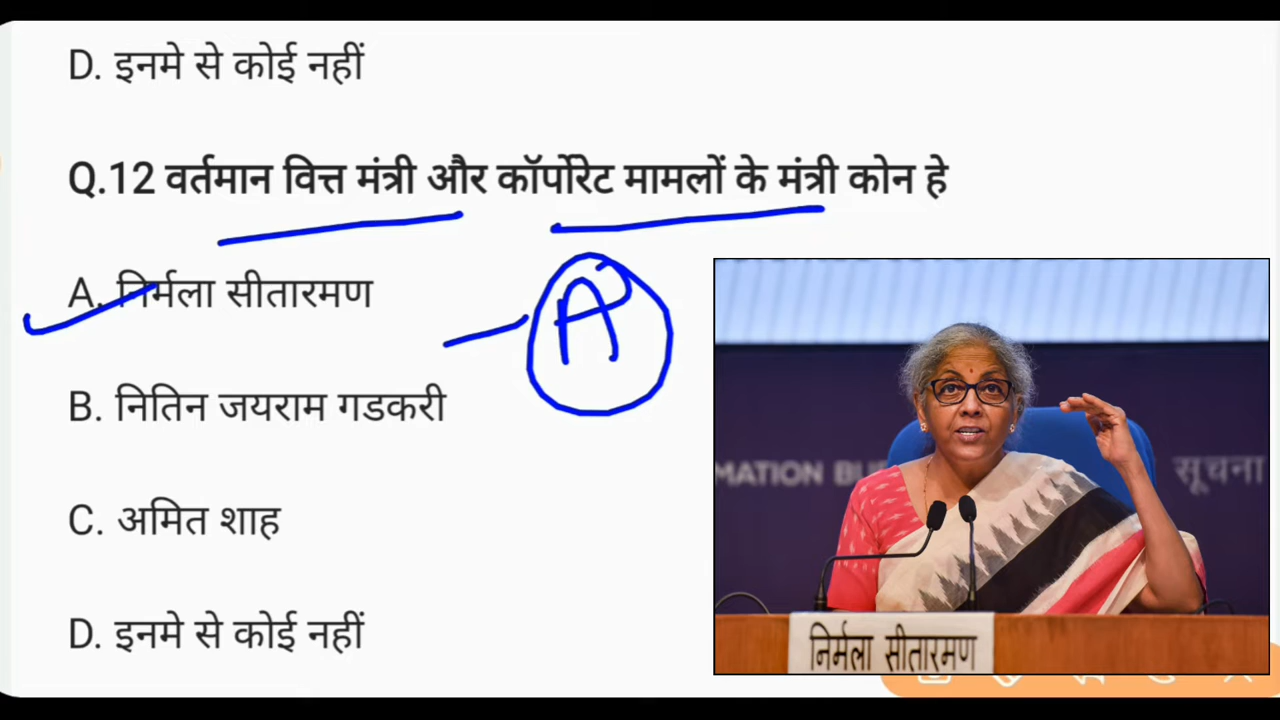 D. इनमे से कोई नहीं
Q.12 वर्तमान वित्त मंत्री और कॉर्पोरेट मामलों के मंत्री कोन हे
A. निर्मला सीतारमण
A
B. नितिन जयराम गडकरी
MATION BU
सूचना
C. अमित शाह
D. इनमे से कोई नहीं
निर्मला सीतारमण